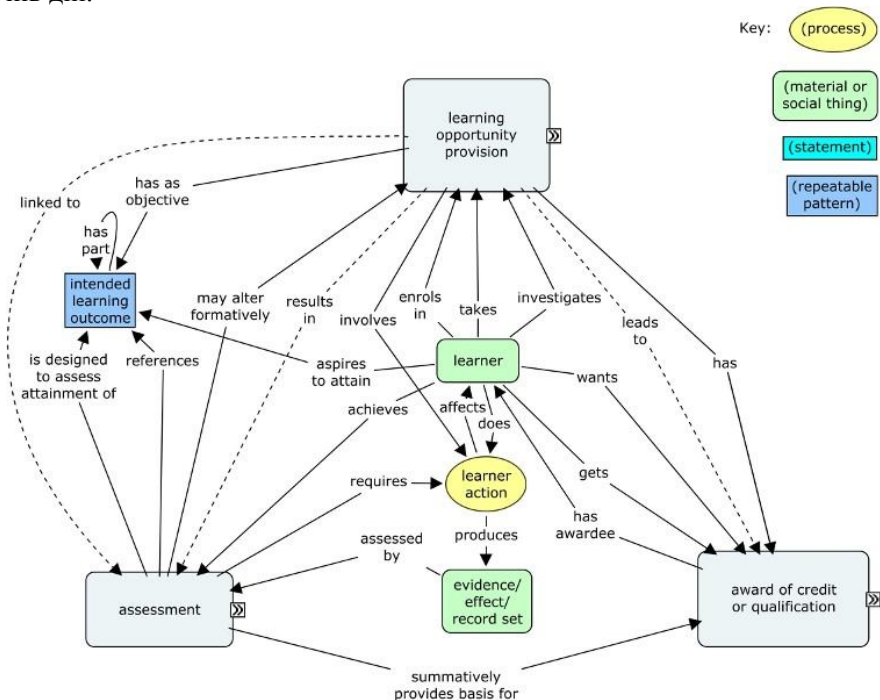 Key:
(process)
(material or
social thing)
(statement)
(repeatable
pattern)
learning
opportunity
provision
linked to
has as
objective
has
part
intended
learning
outcome
may alter
formatively
results
in
involves
enrols
in
takes
investigates
leads
to
has
is designed
to assess
attainment of
references
aspires
to attain
learner
wants
achieves
affects
does
requires
learner
action
gets
has
awardee
assessed
by
produces
assessment
evidence/
effect/
record set
award of credit
or qualification
summatively
provides basis for